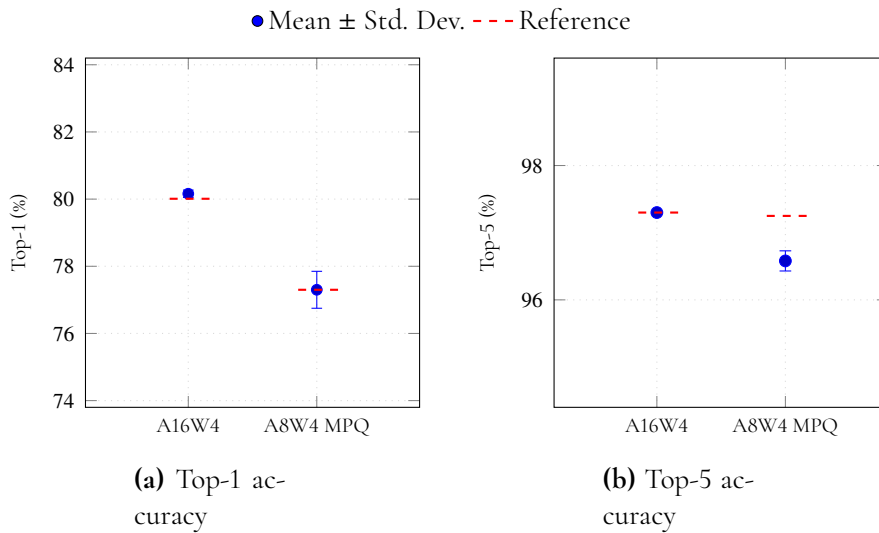 Mean ± Std. Dev. Reference
84
82
80
78
76
74
Top-1 (%)
A16W4 A8W4 MPQ
(a) Top-1 ac-
curacy
98
96
Top-5 (%)
A16W4 A8W4 MPQ
(b) Top-5 ac-
curacy